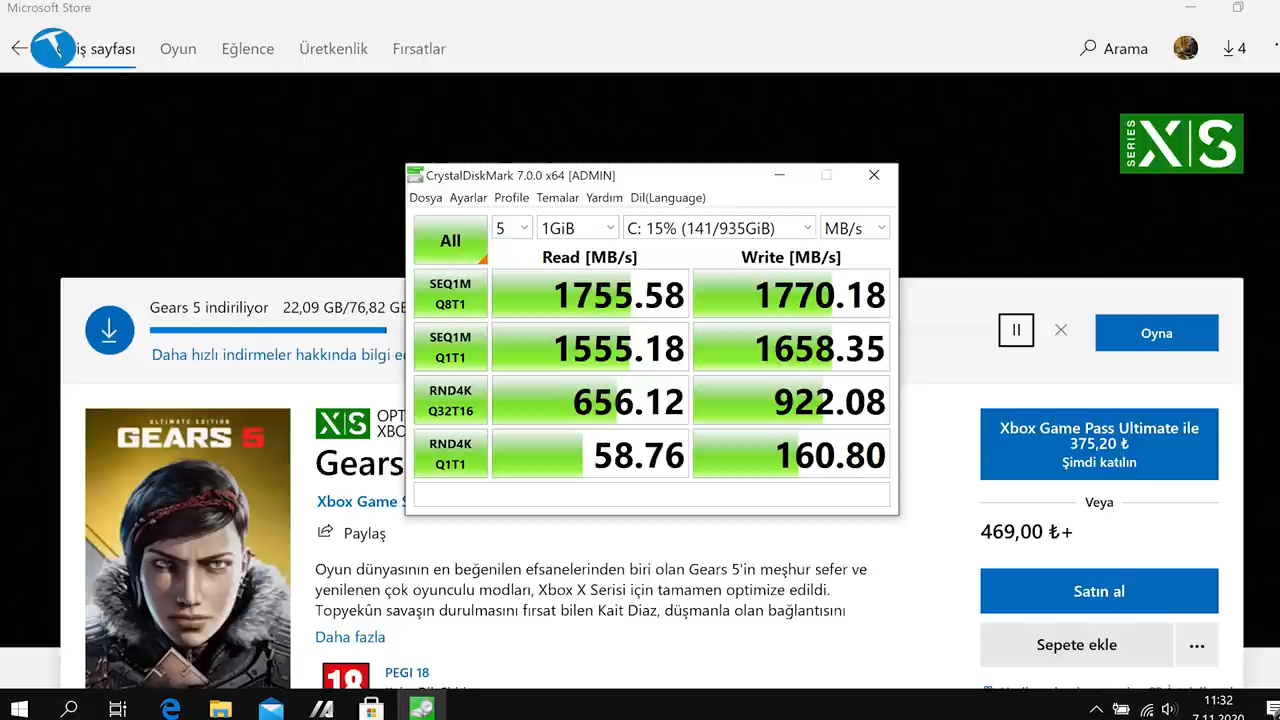 Microsoft Store
iş sayfası Oyun Eğlence Üretkenlik Fırsatlar Arama 4
SERIES X|S
CrystalDiskMark 7.0.0 x64 [ADMIN]
Dosya Ayarlar Profile Temalar Yardım Dil(Language)
All 5 1GiB C: 15% (141/935GiB) MB/s
Read [MB/s] Write [MB/s]
SEQ1M Q8T1 1755.58 1770.18
SEQ1M Q1T1 1555.18 1658.35
RND4K Q32T16 656.12 922.08
RND4K Q1T1 58.76 160.80
Gears 5 indiriliyor 22,09 GB/76,82 GB
Daha hızlı indirmeler hakkında bilgi
Oyna
ULTIMATE EDITION
GEARS 5
X|S OPT
XBO
Gears
Xbox Game S
Paylaş
Oyun dünyasının en beğenilen efsanelerinden biri olan Gears 5'in meşhur sefer ve
yenilenen çok oyunculu modları, Xbox X Serisi için tamamen optimize edildi.
Topyekûn savaşın durulmasını fırsat bilen Kait Diaz, düşmanla olan bağlantısını
Daha fazla
18 PEGI 18
Xbox Game Pass Ultimate ile
375,20 ₺
Şimdi katılın
Veya
469,00 ₺+
Satın al
Sepete ekle ...
11:32
7.11.2020